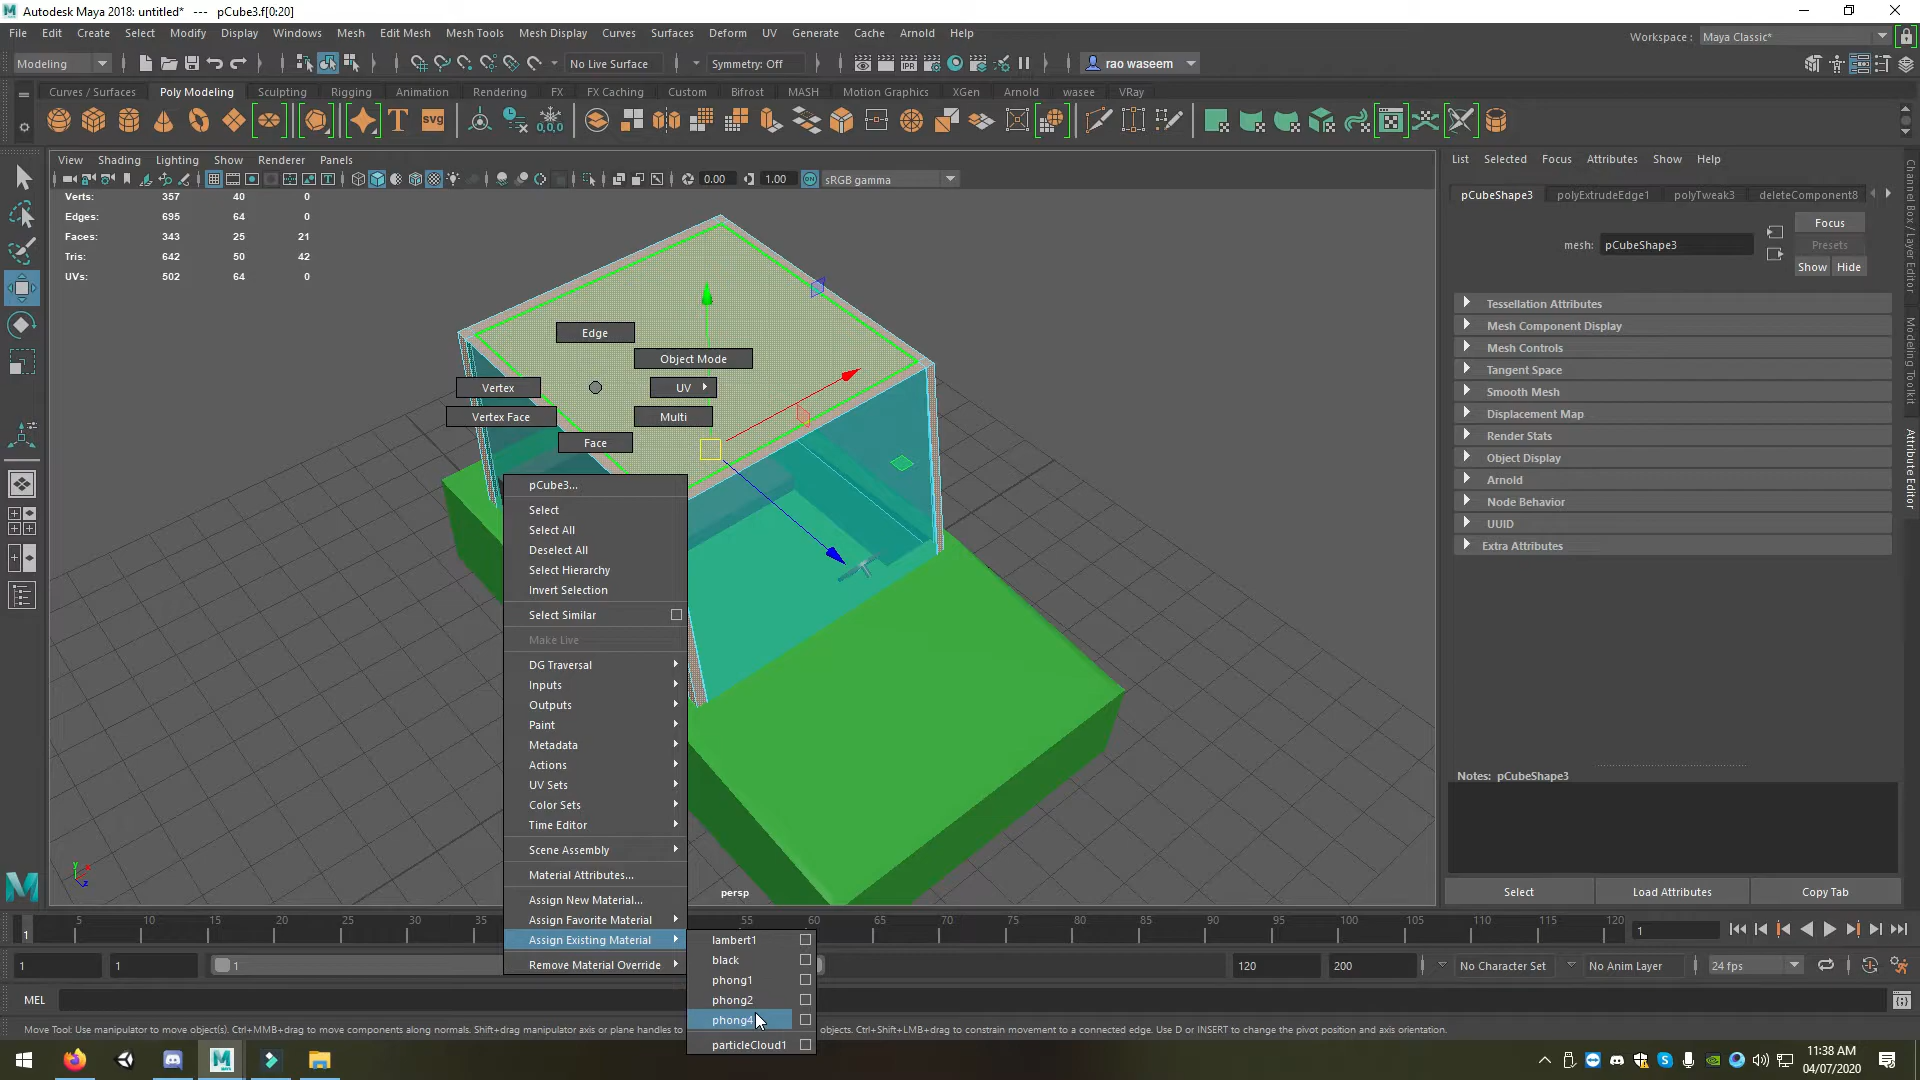 Autodesk Maya 2018: untitled* --- pCube3.f[0:20]
File Edit Create Select Modify Display Windows Mesh Edit Mesh Mesh Tools Mesh Display Curves Surfaces Deform UV Generate Cache Arnold Help
Workspace : Maya Classic*
Modeling No Live Surface Symmetry: Off rao waseem
Curves / Surfaces Poly Modeling Sculpting Rigging Animation Rendering FX FX Caching Custom Bifrost MASH Motion Graphics XGen Arnold wasee VRay
T svg 0,0,0
View Shading Lighting Show Renderer Panels
0.00 1.00 sRGB gamma
Verts: 357 40 0
Edges: 695 64 0
Faces: 343 25 21
Tris: 642 50 42
UVs: 502 64 0
Edge
Object Mode
Vertex UV
Vertex Face Multi
Face
pCube3...
Select
Select All
Deselect All
Select Hierarchy
Invert Selection
Select Similar
Make Live
DG Traversal
Inputs
Outputs
Paint
Metadata
Actions
UV Sets
Color Sets
Time Editor
Scene Assembly
Material Attributes...
Assign New Material...
Assign Favorite Material
Assign Existing Material
Remove Material Override
lambert1
black
phong1
phong2
phong4
particleCloud1
y x z
persp
List Selected Focus Attributes Show Help
pCubeShape3 polyExtrudeEdge1 polyTweak3 deleteComponent8
Focus
mesh: pCubeShape3 Presets
Show Hide
Tessellation Attributes
Mesh Component Display
Mesh Controls
Tangent Space
Smooth Mesh
Displacement Map
Render Stats
Object Display
Arnold
Node Behavior
UUID
Extra Attributes
Notes: pCubeShape3
Select Load Attributes Copy Tab
Channel Box / Layer Editor
Modeling Toolkit
Attribute Editor
5 10 15 20 25 30 35 55 60 65 70 75 80 85 90 95 100 105 110 115 120
1 1
1 1 1 120 200 No Character Set No Anim Layer 24 fps
MEL
Move Tool: Use manipulator to move object(s). Ctrl+MMB+drag to move components along normals. Shift+drag manipulator axis or plane handles to objects. Ctrl+Shift+LMB+drag to constrain movement to a connected edge. Use D or INSERT to change the pivot position and axis orientation.
11:38 AM
04/07/2020